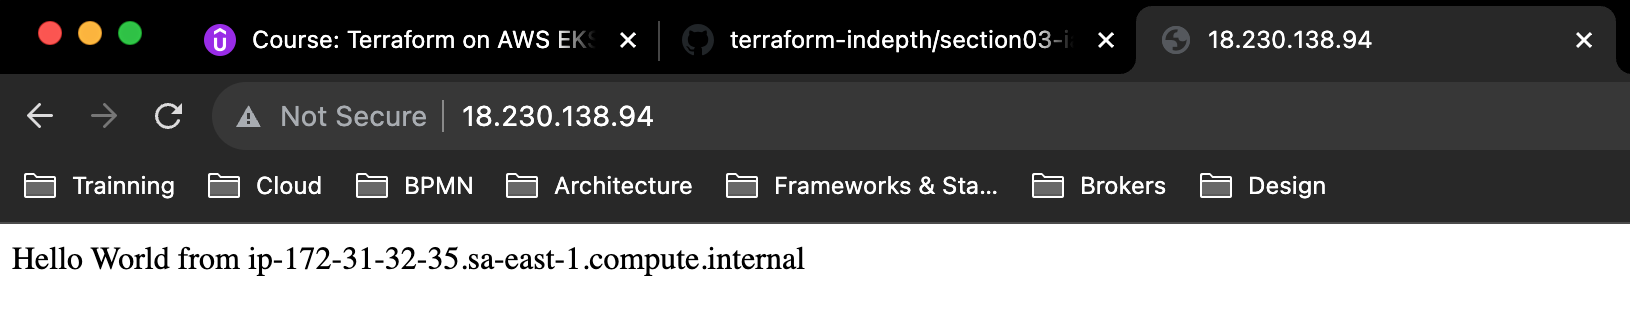 Course: Terraform on AWS EKS
terraform-indepth/section03-i
18.230.138.94
Not Secure 18.230.138.94
Trainning Cloud BPMN Architecture Frameworks & Sta... Brokers Design
Hello World from ip-172-31-32-35.sa-east-1.compute.internal